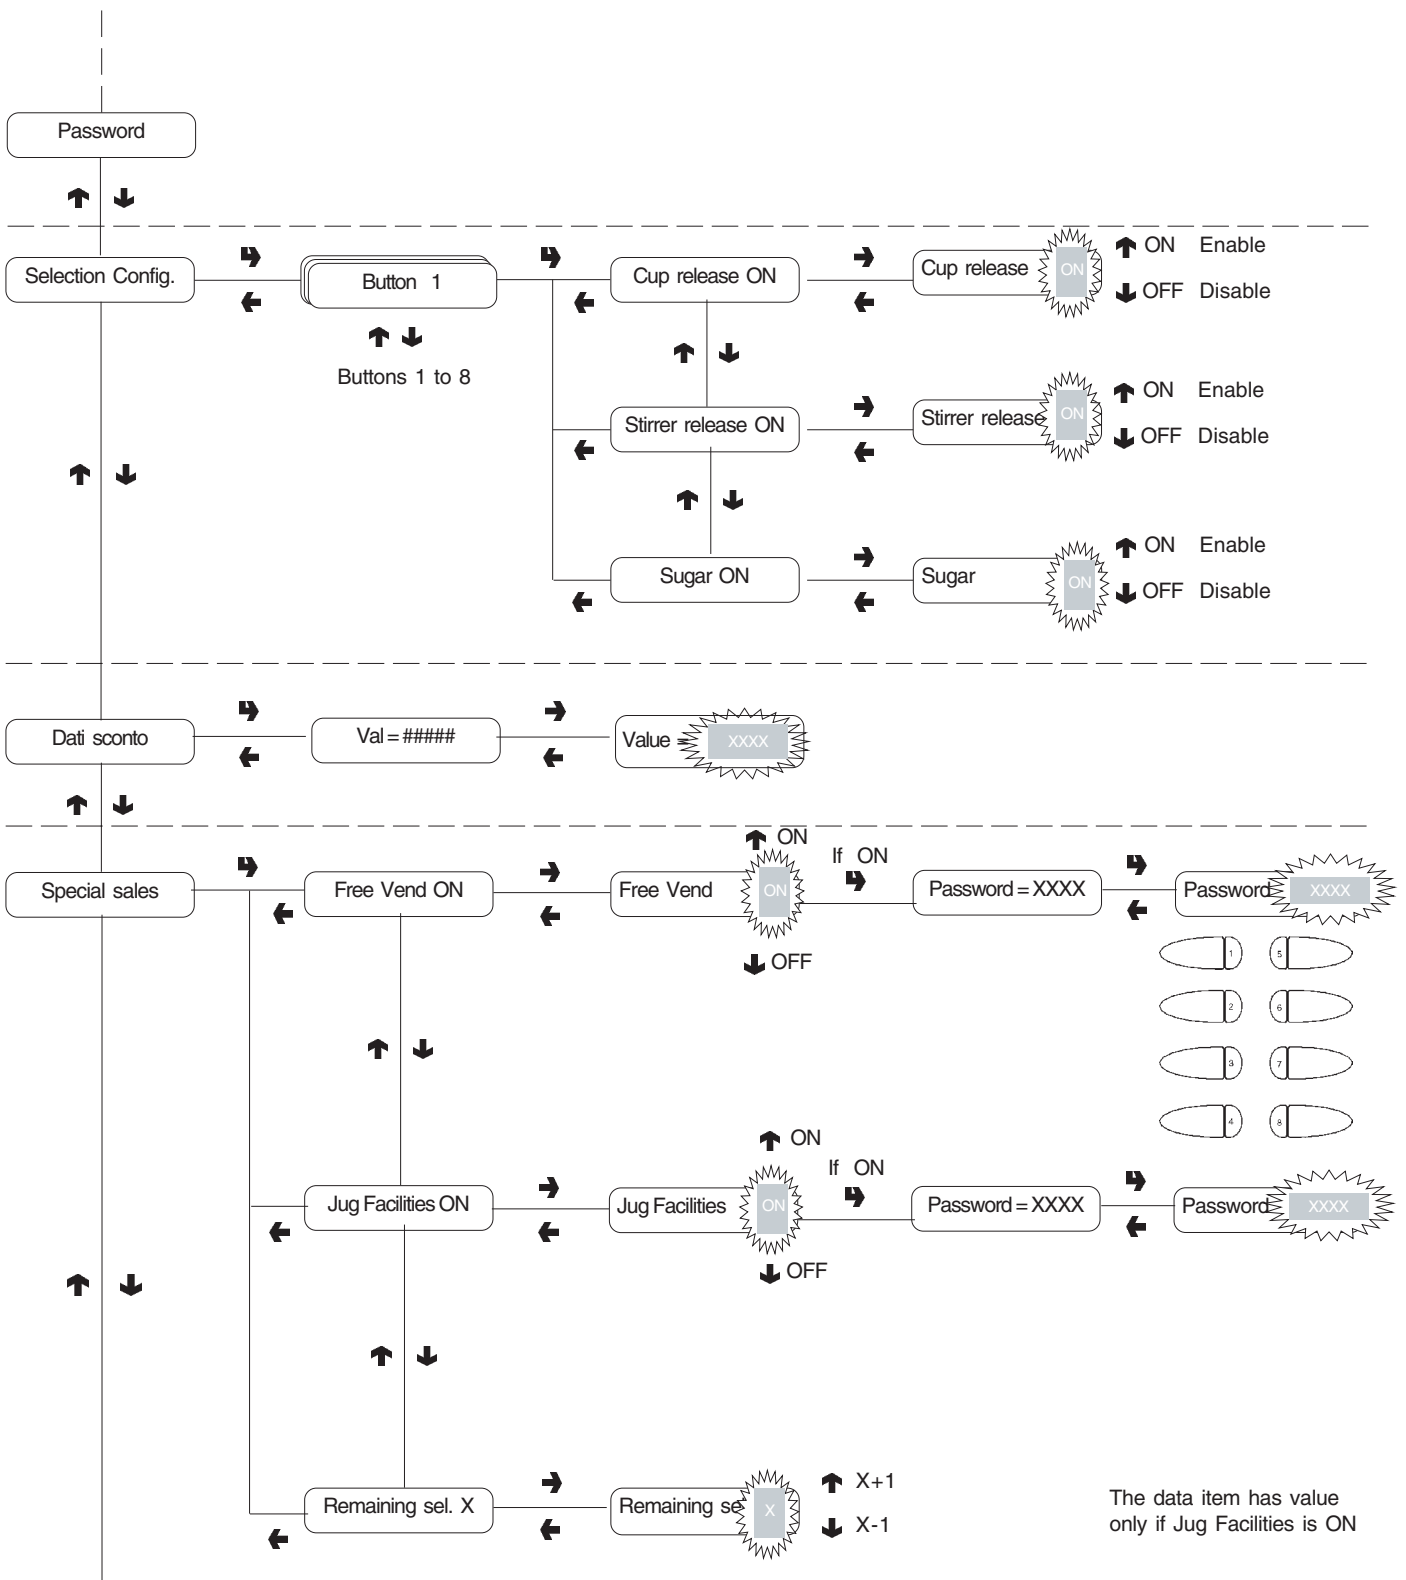 Password
Selection Config.
Button 1
Buttons 1 to 8
Cup release ON
Cup release ON
ON Enable
OFF Disable
Stirrer release ON
Stirrer release ON
ON Enable
OFF Disable
Sugar ON
Sugar ON
ON Enable
OFF Disable
Dati sconto
Val = #####
Value = XXXX
Special sales
Free Vend ON
Free Vend ON
ON
OFF
If ON
Password = XXXX
Password XXXX
1 5
2 6
3 7
4 8
Jug Facilities ON
Jug Facilities ON
ON
OFF
If ON
Password = XXXX
Password XXXX
Remaining sel. X
Remaining se X
X+1
X-1
The data item has value
only if Jug Facilities is ON